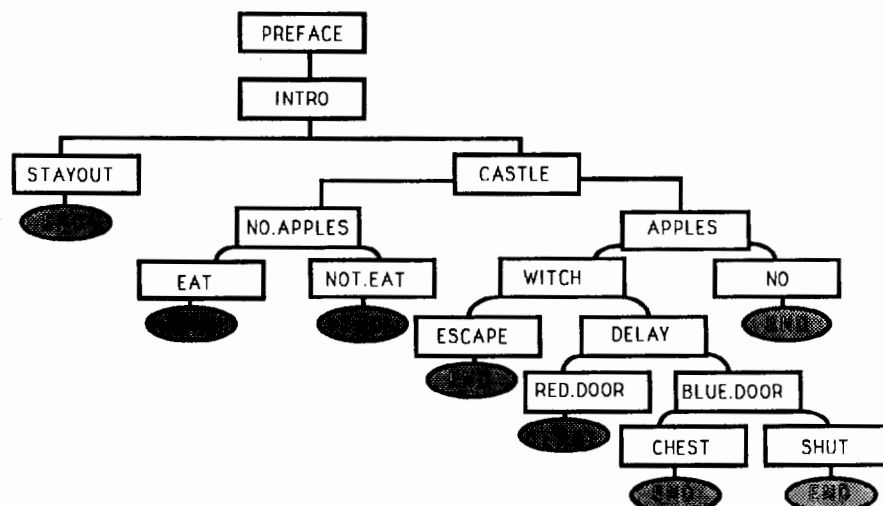 PREFACE
INTRO
STAYOUT
CASTLE
NO.APPLES
APPLES
EAT
NOT.EAT
WITCH
NO
END
ESCAPE
DELAY
RED.DOOR
BLUE.DOOR
CHEST
SHUT
END
END